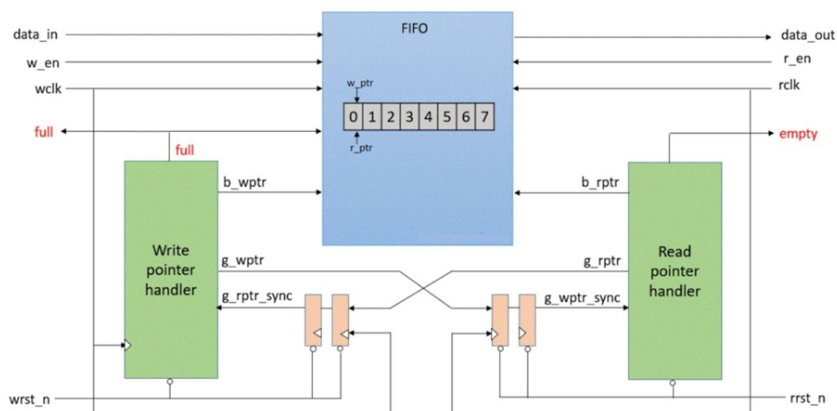 data_in
FIFO
data_out
w_en
r_en
wclk
w_ptr
rclk
0 1 2 3 4 5 6 7
full
empty
full
r_ptr
b_wptr
b_rptr
Write
pointer
handler
Read
pointer
handler
g_wptr
g_rptr
g_rptr_sync
g_wptr_sync
wrst_n
rrst_n